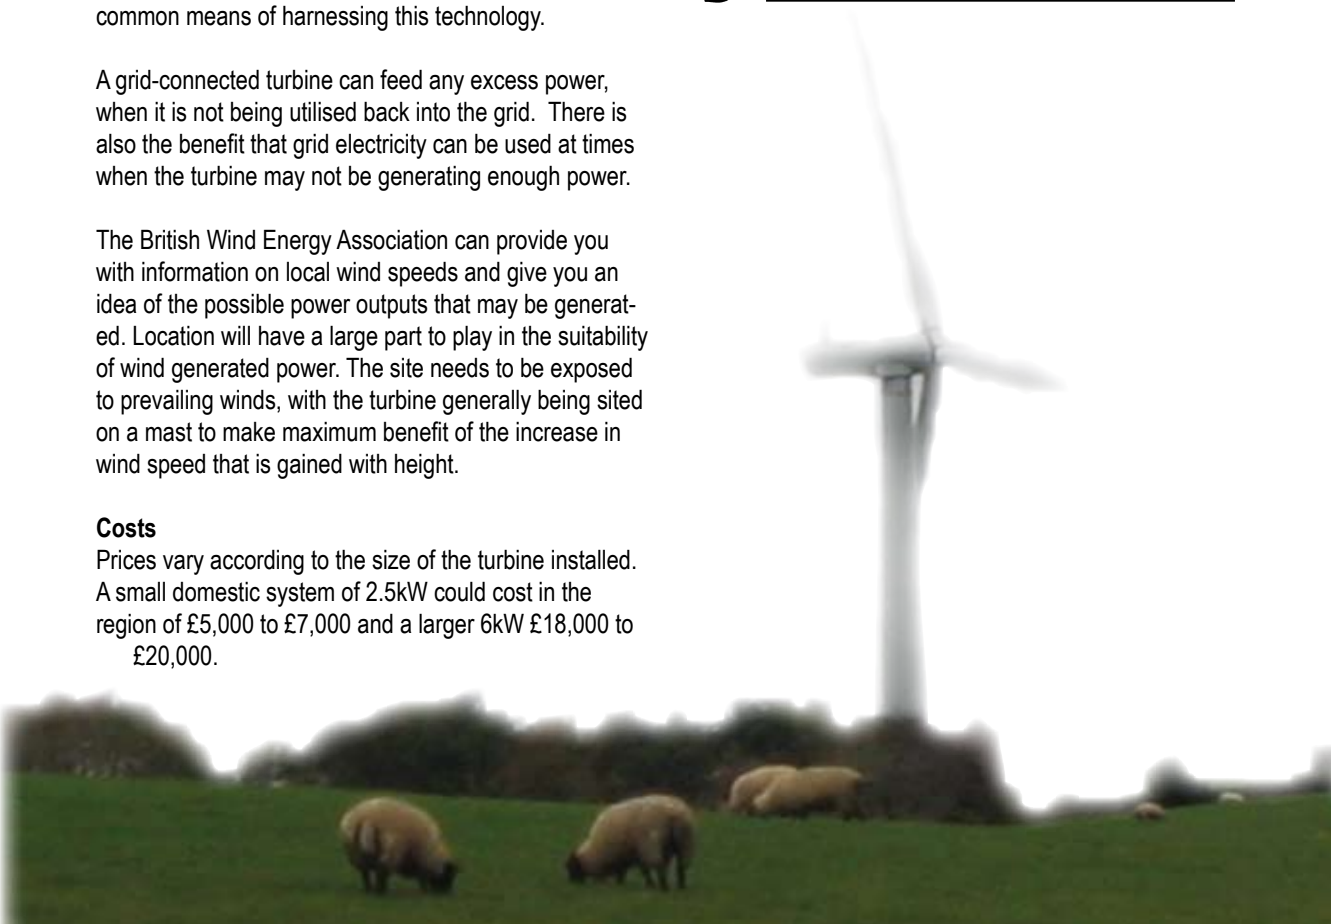 common means of harnessing this technology.
A grid-connected turbine can feed any excess power,
when it is not being utilised back into the grid.  There is
also the benefit that grid electricity can be used at times
when the turbine may not be generating enough power.
The British Wind Energy Association can provide you
with information on local wind speeds and give you an
idea of the possible power outputs that may be generat-
ed. Location will have a large part to play in the suitability
of wind generated power. The site needs to be exposed
to prevailing winds, with the turbine generally being sited
on a mast to make maximum benefit of the increase in
wind speed that is gained with height.
Costs
Prices vary according to the size of the turbine installed.
A small domestic system of 2.5kW could cost in the
region of £5,000 to £7,000 and a larger 6kW £18,000 to
£20,000.